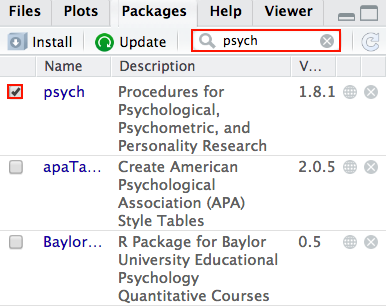 Files Plots Packages Help Viewer
Install Update psych
Name Description V...
psych Procedures for 1.8.1
Psychological,
Psychometric, and
Personality Research
apaTa... Create American 2.0.5
Psychological
Association (APA)
Style Tables
Baylor... R Package for Baylor 0.5
University Educational
Psychology
Quantitative Courses